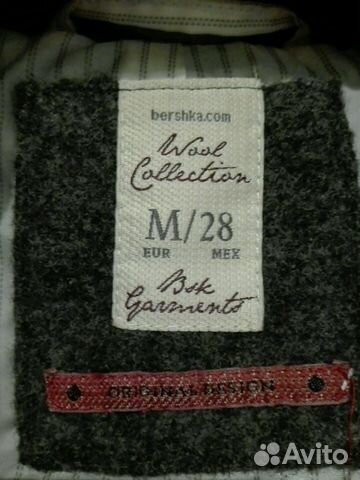 bershka.com
Wool
Collection
M/28
EUR MEX
Bsk
Garments
ORIGINAL DESIGN
Avito